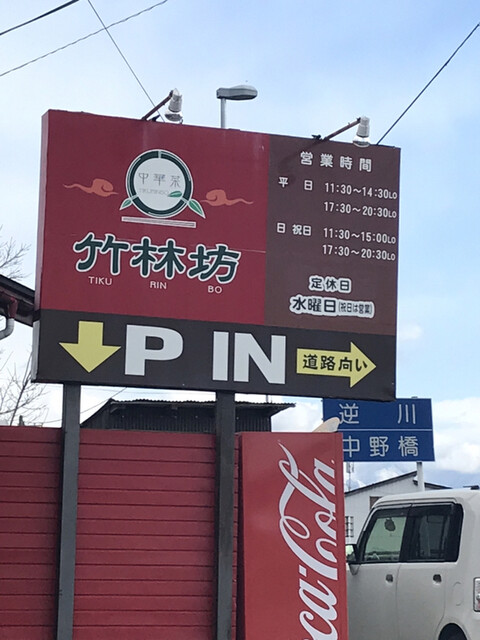 中華菜
竹林坊
TIKU RIN BO
営業時間
平 日 11:30~14:30LO
17:30~20:30LO
日 祝日 11:30~15:00LO
17:30~20:30LO
定休日
水曜日(祝日は営業)
P IN 道路向い
逆川
中野橋
Coca-Cola